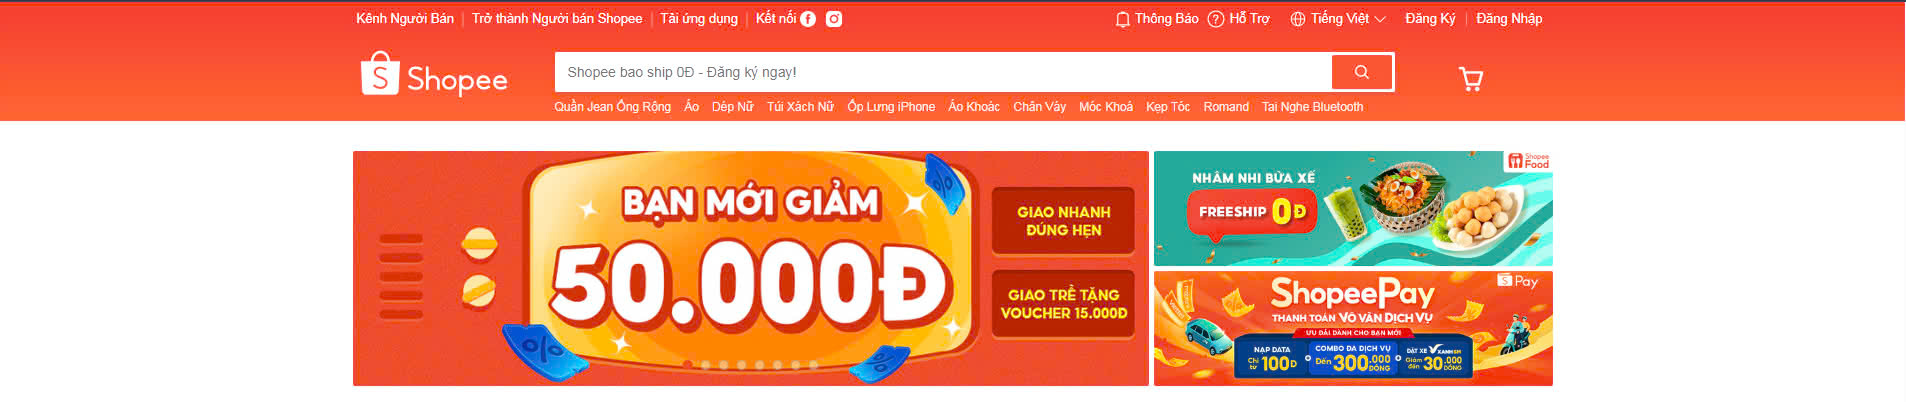 Kênh Người Bán Trở thành Người bán Shopee Tải ứng dụng Kết nối
Thông Báo Hỗ Trợ Tiếng Việt Đăng Ký Đăng Nhập
Shopee
Shopee bao ship 0Đ - Đăng ký ngay!
Quần Jean Ống Rộng Áo Dép Nữ Túi Xách Nữ Ốp Lưng iPhone Áo Khoác Chân Váy Móc Khoá Kẹp Tóc Romand Tai Nghe Bluetooth
BẠN MỚI GIẢM
50.000Đ
GIAO NHANH
ĐÚNG HẸN
GIAO TRỄ TẶNG
VOUCHER 15.000Đ
Shopee
Food
NHÂM NHI BỮA XẾ
FREESHIP 0Đ
Pay
ShopeePay
THANH TOÁN VÔ VÀN DỊCH VỤ
ƯU ĐÃI DÀNH CHO BẠN MỚI
NẠP DATA
Chỉ từ 100Đ
COMBO ĐA DỊCH VỤ
Đến 300.000 ĐỒNG
ĐẶT XE XANH SM
Giảm đến 30.000 ĐỒNG